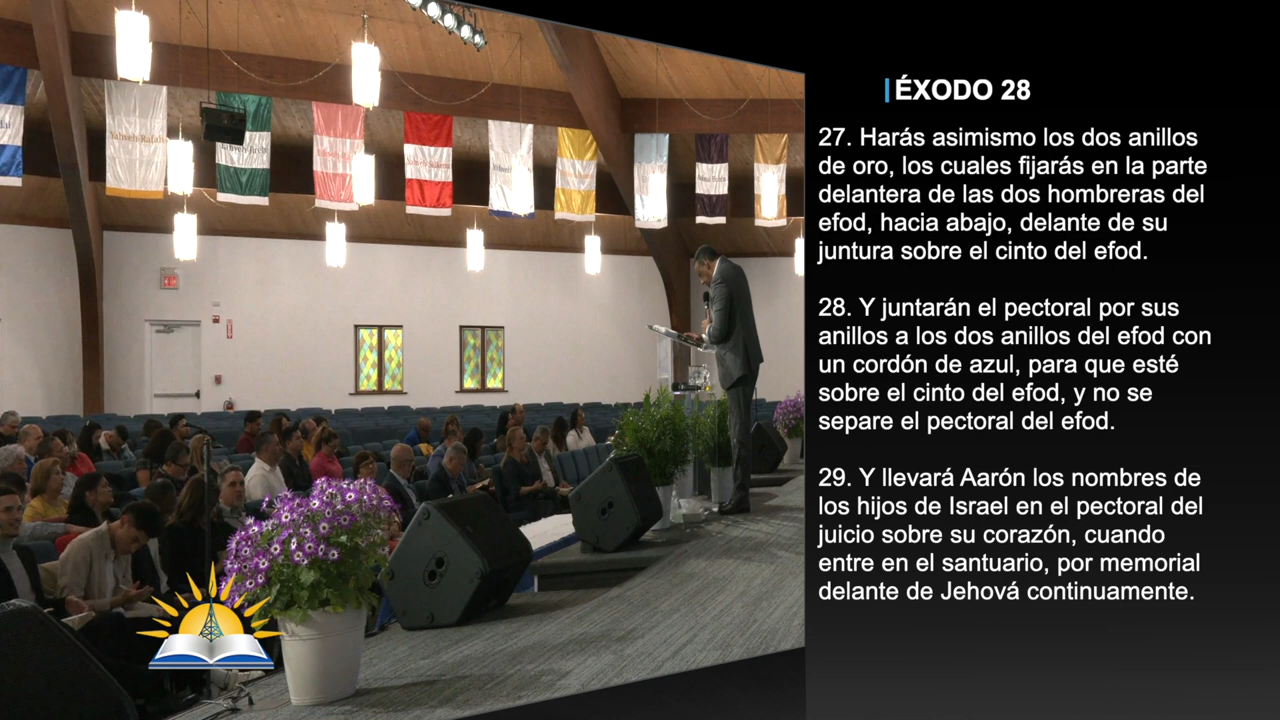 Yahveh-Rafah
ÉXODO 28
27. Harás asimismo los dos anillos
de oro, los cuales fijarás en la parte
delantera de las dos hombreras del
efod, hacia abajo, delante de su
juntura sobre el cinto del efod.
28. Y juntarán el pectoral por sus
anillos a los dos anillos del efod con
un cordón de azul, para que esté
sobre el cinto del efod, y no se
separe el pectoral del efod.
29. Y llevará Aarón los nombres de
los hijos de Israel en el pectoral del
juicio sobre su corazón, cuando
entre en el santuario, por memorial
delante de Jehová continuamente.